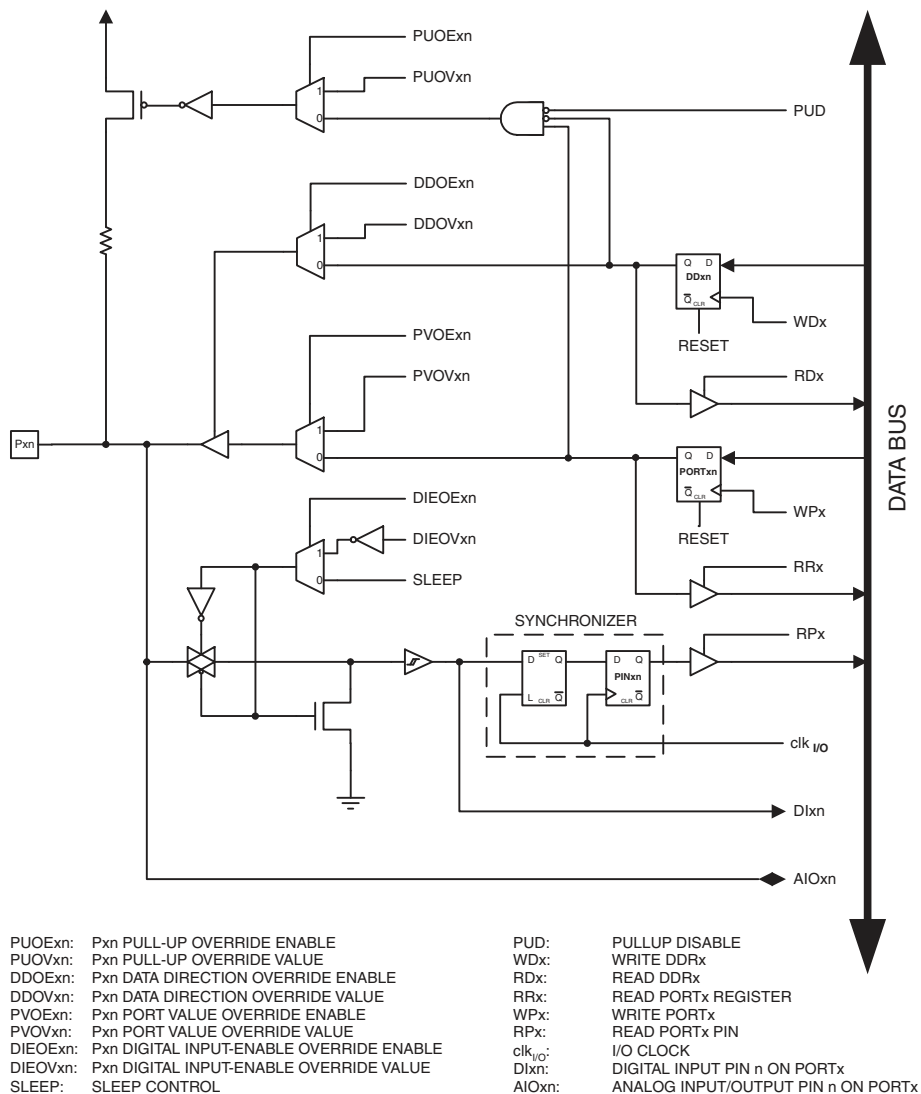 PUOExn
PUOVxn
1
0
PUD
DDOExn
DDOVxn
1
0
Q D
DDxn
Q CLR
WDx
RESET
RDx
PVOExn
PVOVxn
1
0
Pxn
Q D
PORTxn
Q CLR
WPx
RESET
RRx
DATA BUS
DIEOExn
DIEOVxn
1
0
SLEEP
SYNCHRONIZER
D SET Q
L CLR Q
D Q
PINxn
CLR Q
RPx
clk I/O
DIxn
AIOxn
PUOExn: Pxn PULL-UP OVERRIDE ENABLE
PUOVxn: Pxn PULL-UP OVERRIDE VALUE
DDOExn: Pxn DATA DIRECTION OVERRIDE ENABLE
DDOVxn: Pxn DATA DIRECTION OVERRIDE VALUE
PVOExn: Pxn PORT VALUE OVERRIDE ENABLE
PVOVxn: Pxn PORT VALUE OVERRIDE VALUE
DIEOExn: Pxn DIGITAL INPUT-ENABLE OVERRIDE ENABLE
DIEOVxn: Pxn DIGITAL INPUT-ENABLE OVERRIDE VALUE
SLEEP: SLEEP CONTROL
PUD: PULLUP DISABLE
WDx: WRITE DDRx
RDx: READ DDRx
RRx: READ PORTx REGISTER
WPx: WRITE PORTx
RPx: READ PORTx PIN
clkI/O: I/O CLOCK
DIxn: DIGITAL INPUT PIN n ON PORTx
AIOxn: ANALOG INPUT/OUTPUT PIN n ON PORTx